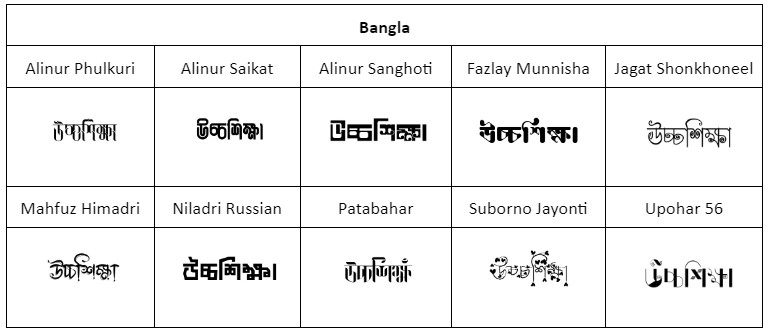 Bangla
Alinur Phulkuri Alinur Saikat Alinur Sanghoti Fazlay Munnisha Jagat Shonkhoneel
উচ্চশিক্ষা উচ্চশিক্ষা উচ্চশিক্ষা উচ্চশিক্ষা উচ্চশিক্ষা
Mahfuz Himadri Niladri Russian Patabahar Suborno Jayonti Upohar 56
উচ্চশিক্ষা উচ্চশিক্ষা উচ্চশিক্ষা উচ্চশিক্ষা উচ্চশিক্ষা